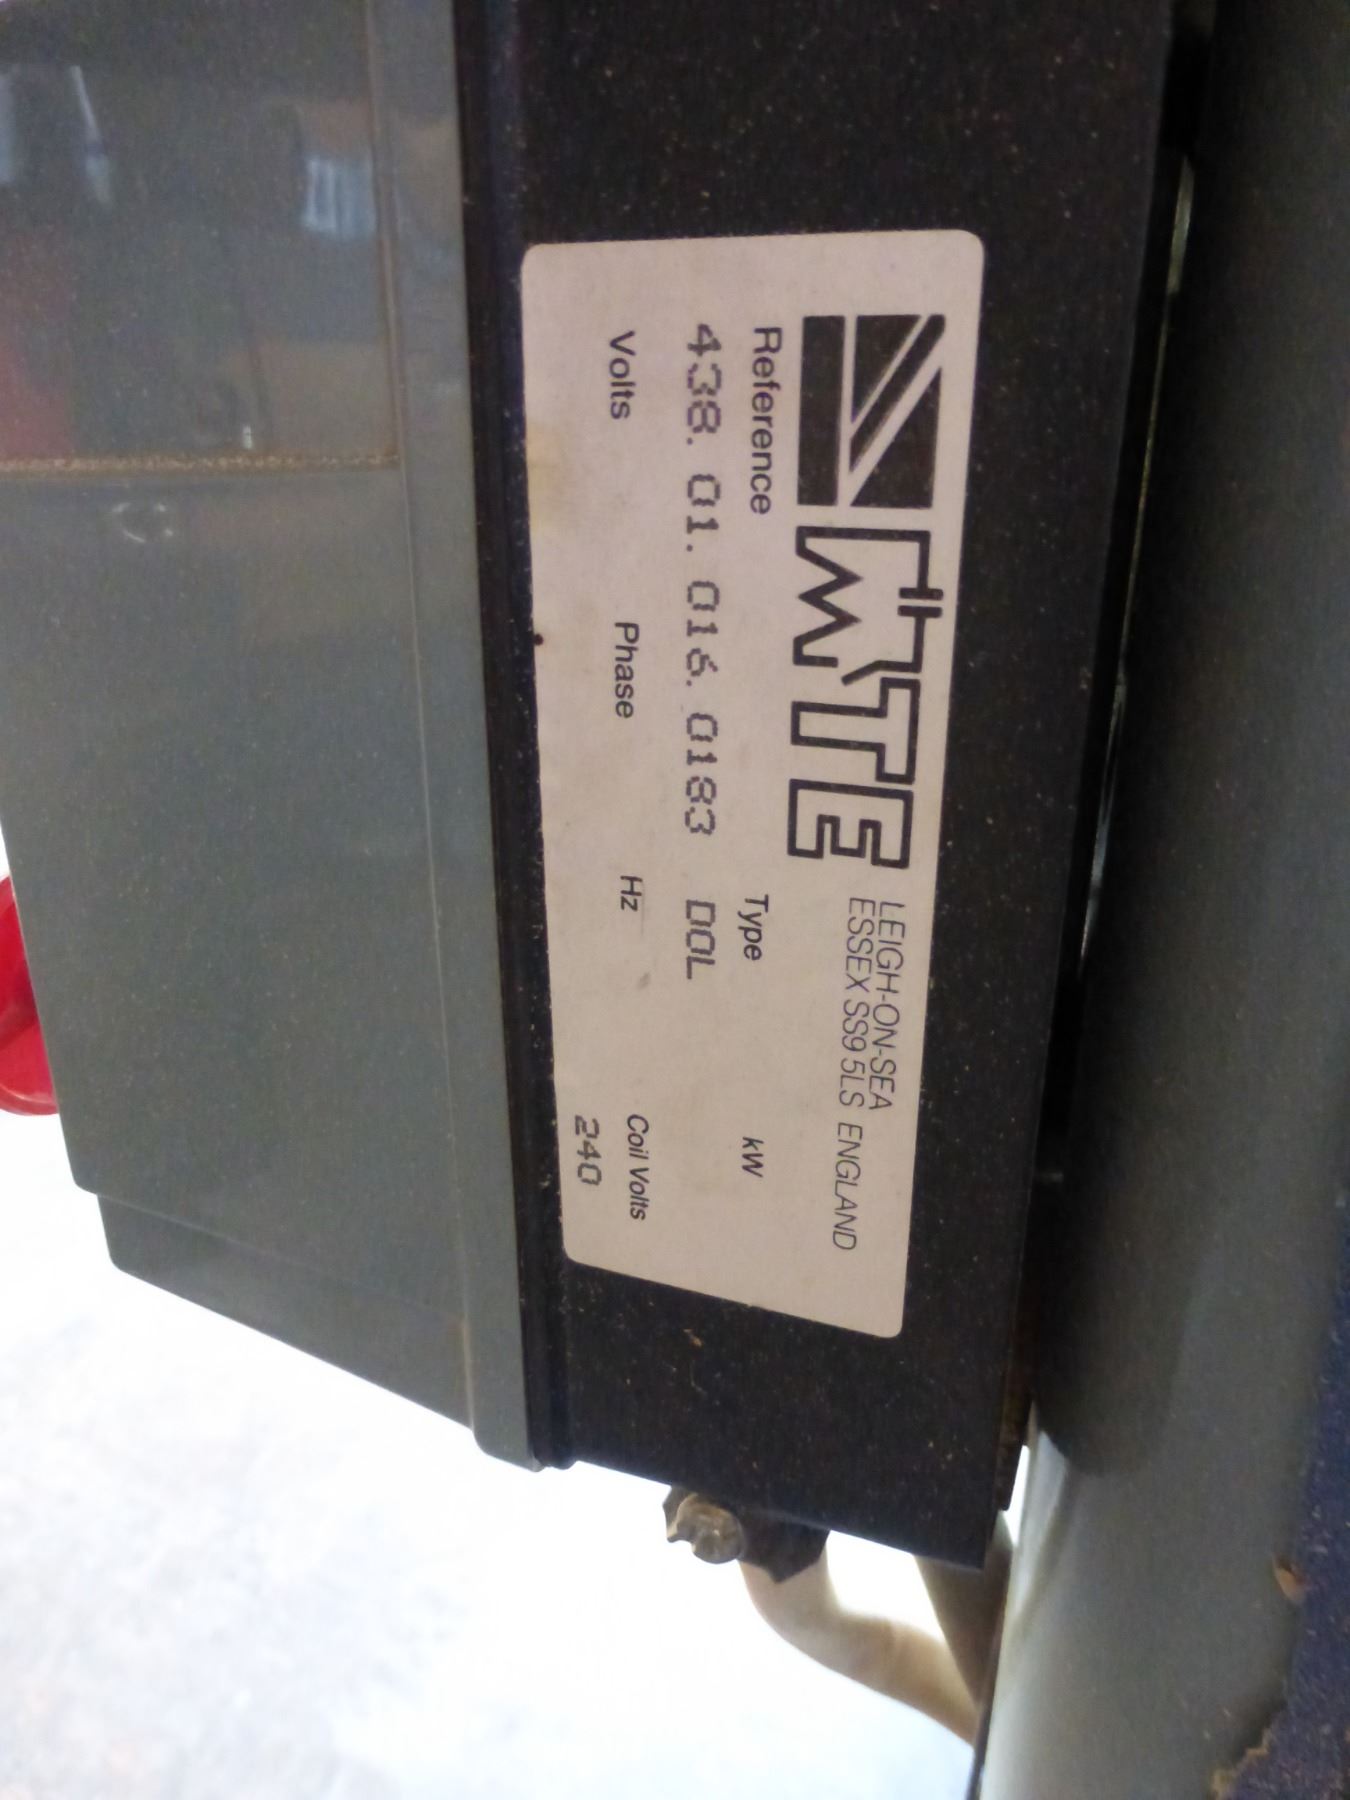 MTE
LEIGH-ON-SEA
ESSEX SS9 5LS ENGLAND
Reference Type kW
438. 01. 016. 0183 DOL
Volts Phase Hz Coil Volts
240